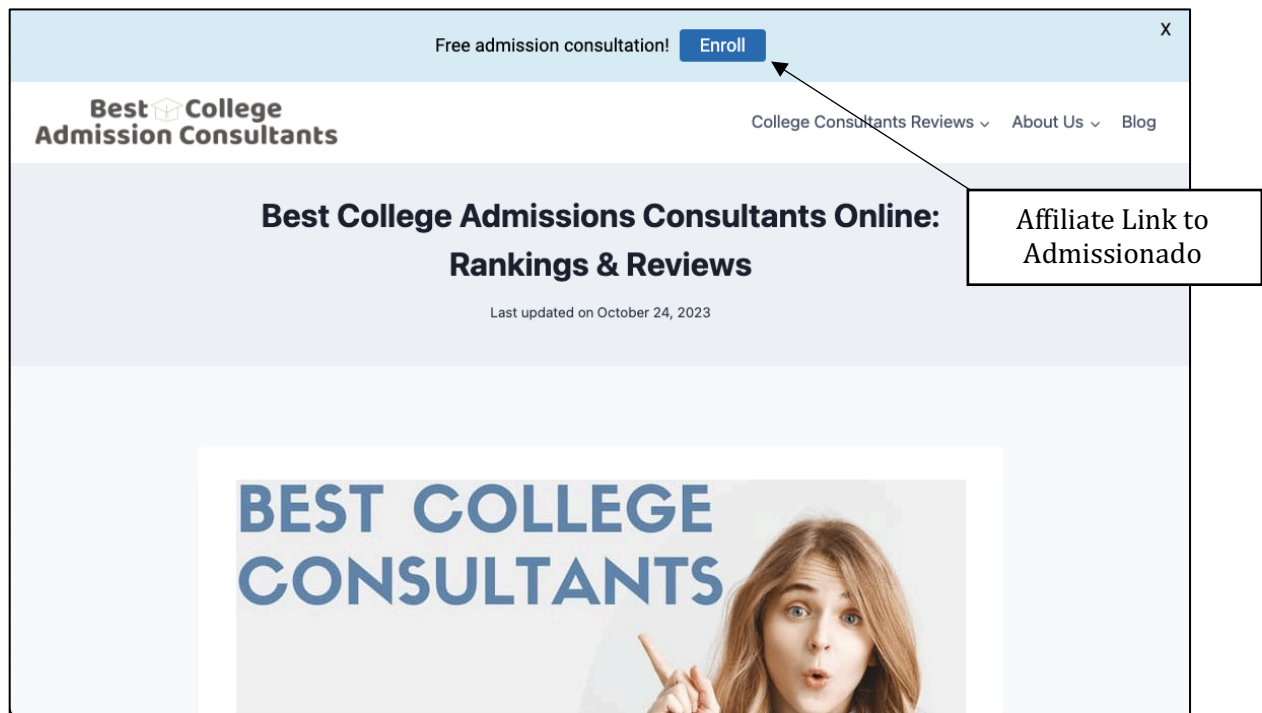 Free admission consultation! Enroll X
Best College
Admission Consultants
College Consultants Reviews About Us Blog
Best College Admissions Consultants Online:
Rankings & Reviews
Last updated on October 24, 2023
Affiliate Link to
Admissionado
BEST COLLEGE
CONSULTANTS